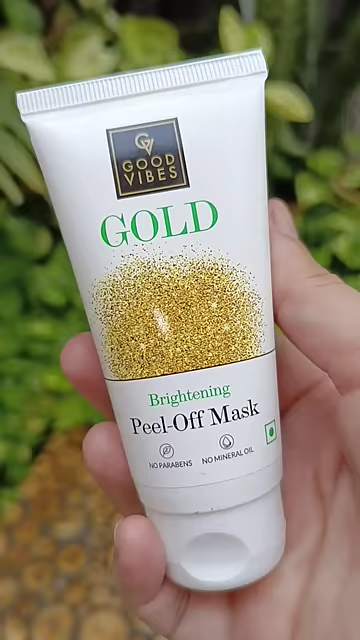 GV
GOOD
VIBES
GOLD
Brightening
Peel-Off Mask
NO PARABENS NO MINERAL OIL